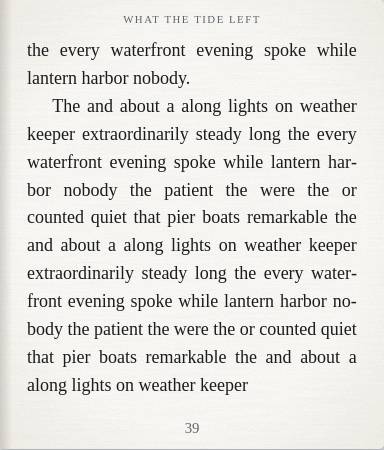 WHAT THE TIDE LEFT
the every waterfront evening spoke while
lantern harbor nobody.
The and about a along lights on weather
keeper extraordinarily steady long the every
waterfront evening spoke while lantern har-
bor nobody the patient the were the or
counted quiet that pier boats remarkable the
and about a along lights on weather keeper
extraordinarily steady long the every water-
front evening spoke while lantern harbor no-
body the patient the were the or counted quiet
that pier boats remarkable the and about a
along lights on weather keeper
39